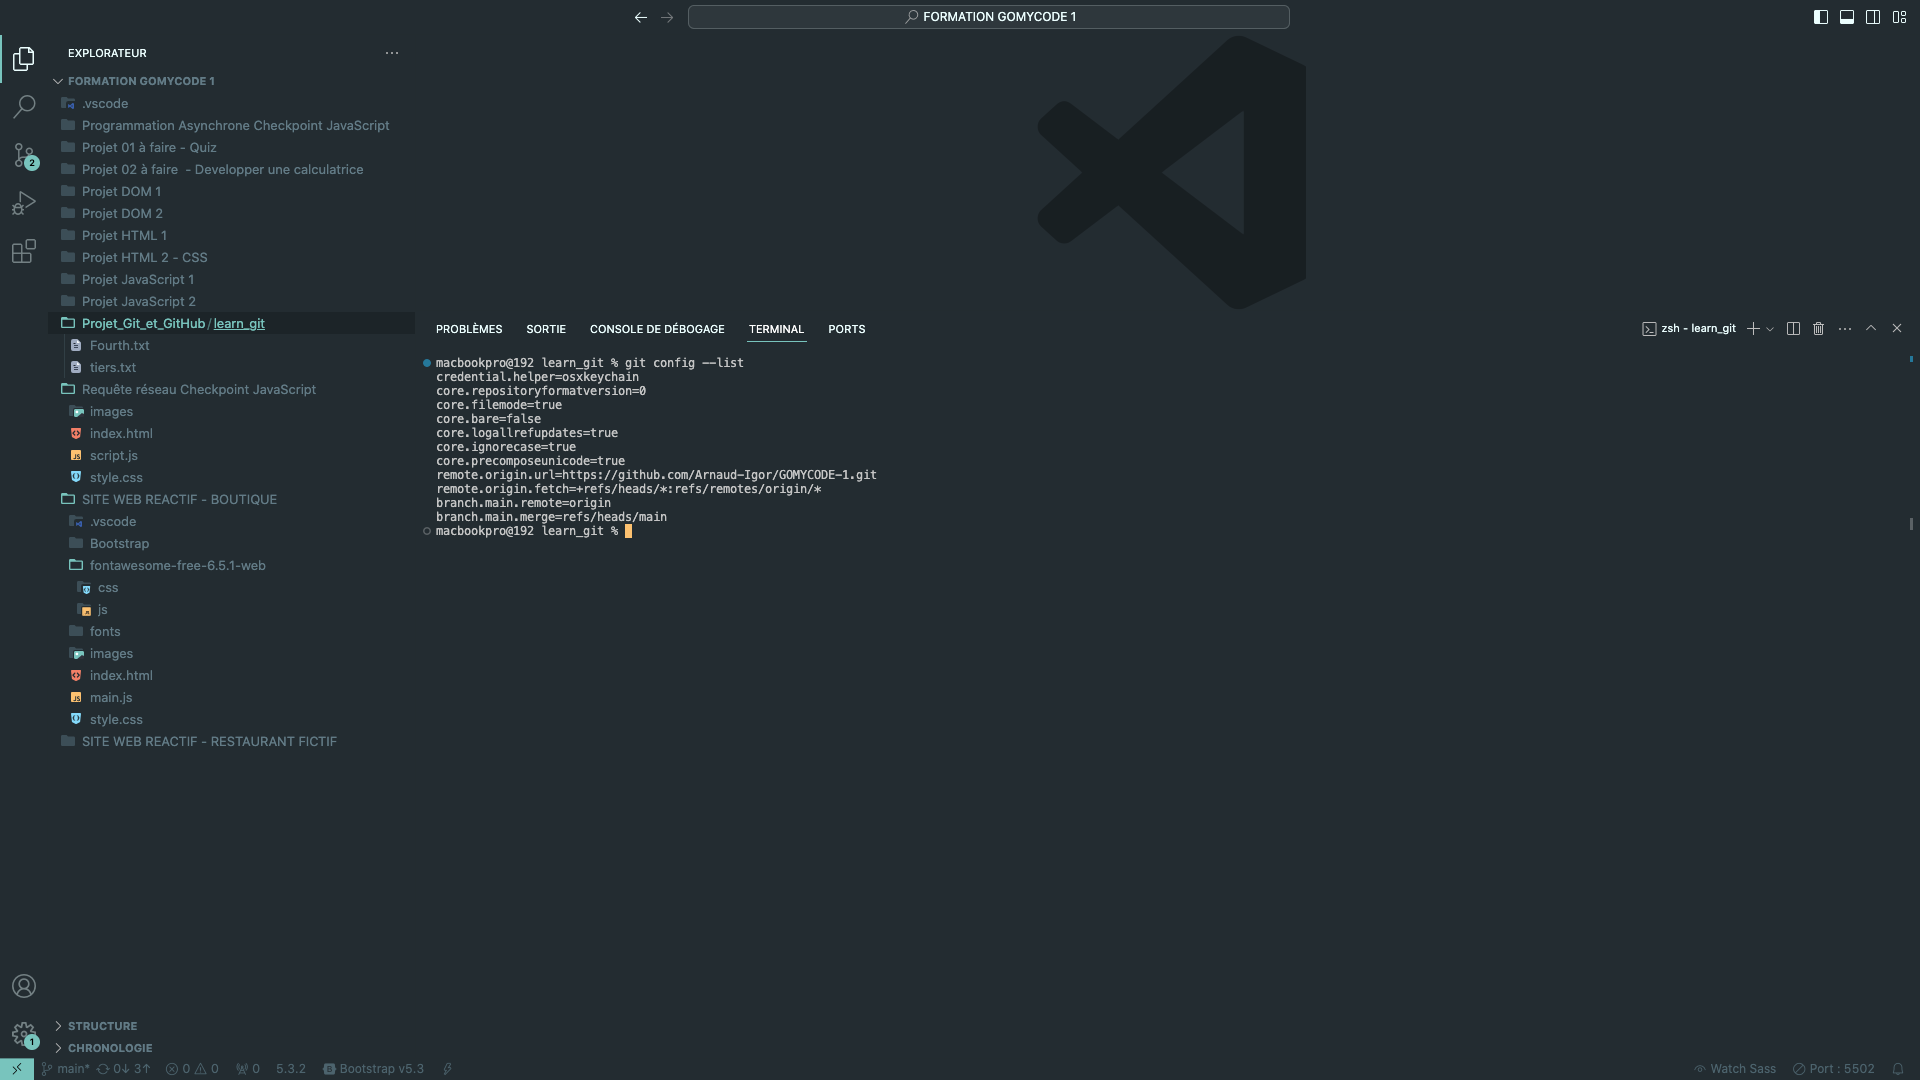 FORMATION GOMYCODE 1
EXPLORATEUR
FORMATION GOMYCODE 1
.vscode
Programmation Asynchrone Checkpoint JavaScript
Projet 01 à faire - Quiz
Projet 02 à faire  - Developper une calculatrice
Projet DOM 1
Projet DOM 2
Projet HTML 1
Projet HTML 2 - CSS
Projet JavaScript 1
Projet JavaScript 2
Projet_Git_et_GitHub / learn_git
Fourth.txt
tiers.txt
Requête réseau Checkpoint JavaScript
images
index.html
script.js
style.css
SITE WEB REACTIF - BOUTIQUE
.vscode
Bootstrap
fontawesome-free-6.5.1-web
css
js
fonts
images
index.html
main.js
style.css
SITE WEB REACTIF - RESTAURANT FICTIF
STRUCTURE
CHRONOLOGIE
2
1
PROBLÈMES SORTIE CONSOLE DE DÉBOGAGE TERMINAL PORTS
zsh - learn_git
macbookpro@192 learn_git % git config --list
credential.helper=osxkeychain
core.repositoryformatversion=0
core.filemode=true
core.bare=false
core.logallrefupdates=true
core.ignorecase=true
core.precomposeunicode=true
remote.origin.url=https://github.com/Arnaud-Igor/GOMYCODE-1.git
remote.origin.fetch=+refs/heads/*:refs/remotes/origin/*
branch.main.remote=origin
branch.main.merge=refs/heads/main
macbookpro@192 learn_git %
main* 0↓ 3↑ 0 0 0 5.3.2 Bootstrap v5.3 Watch Sass Port : 5502